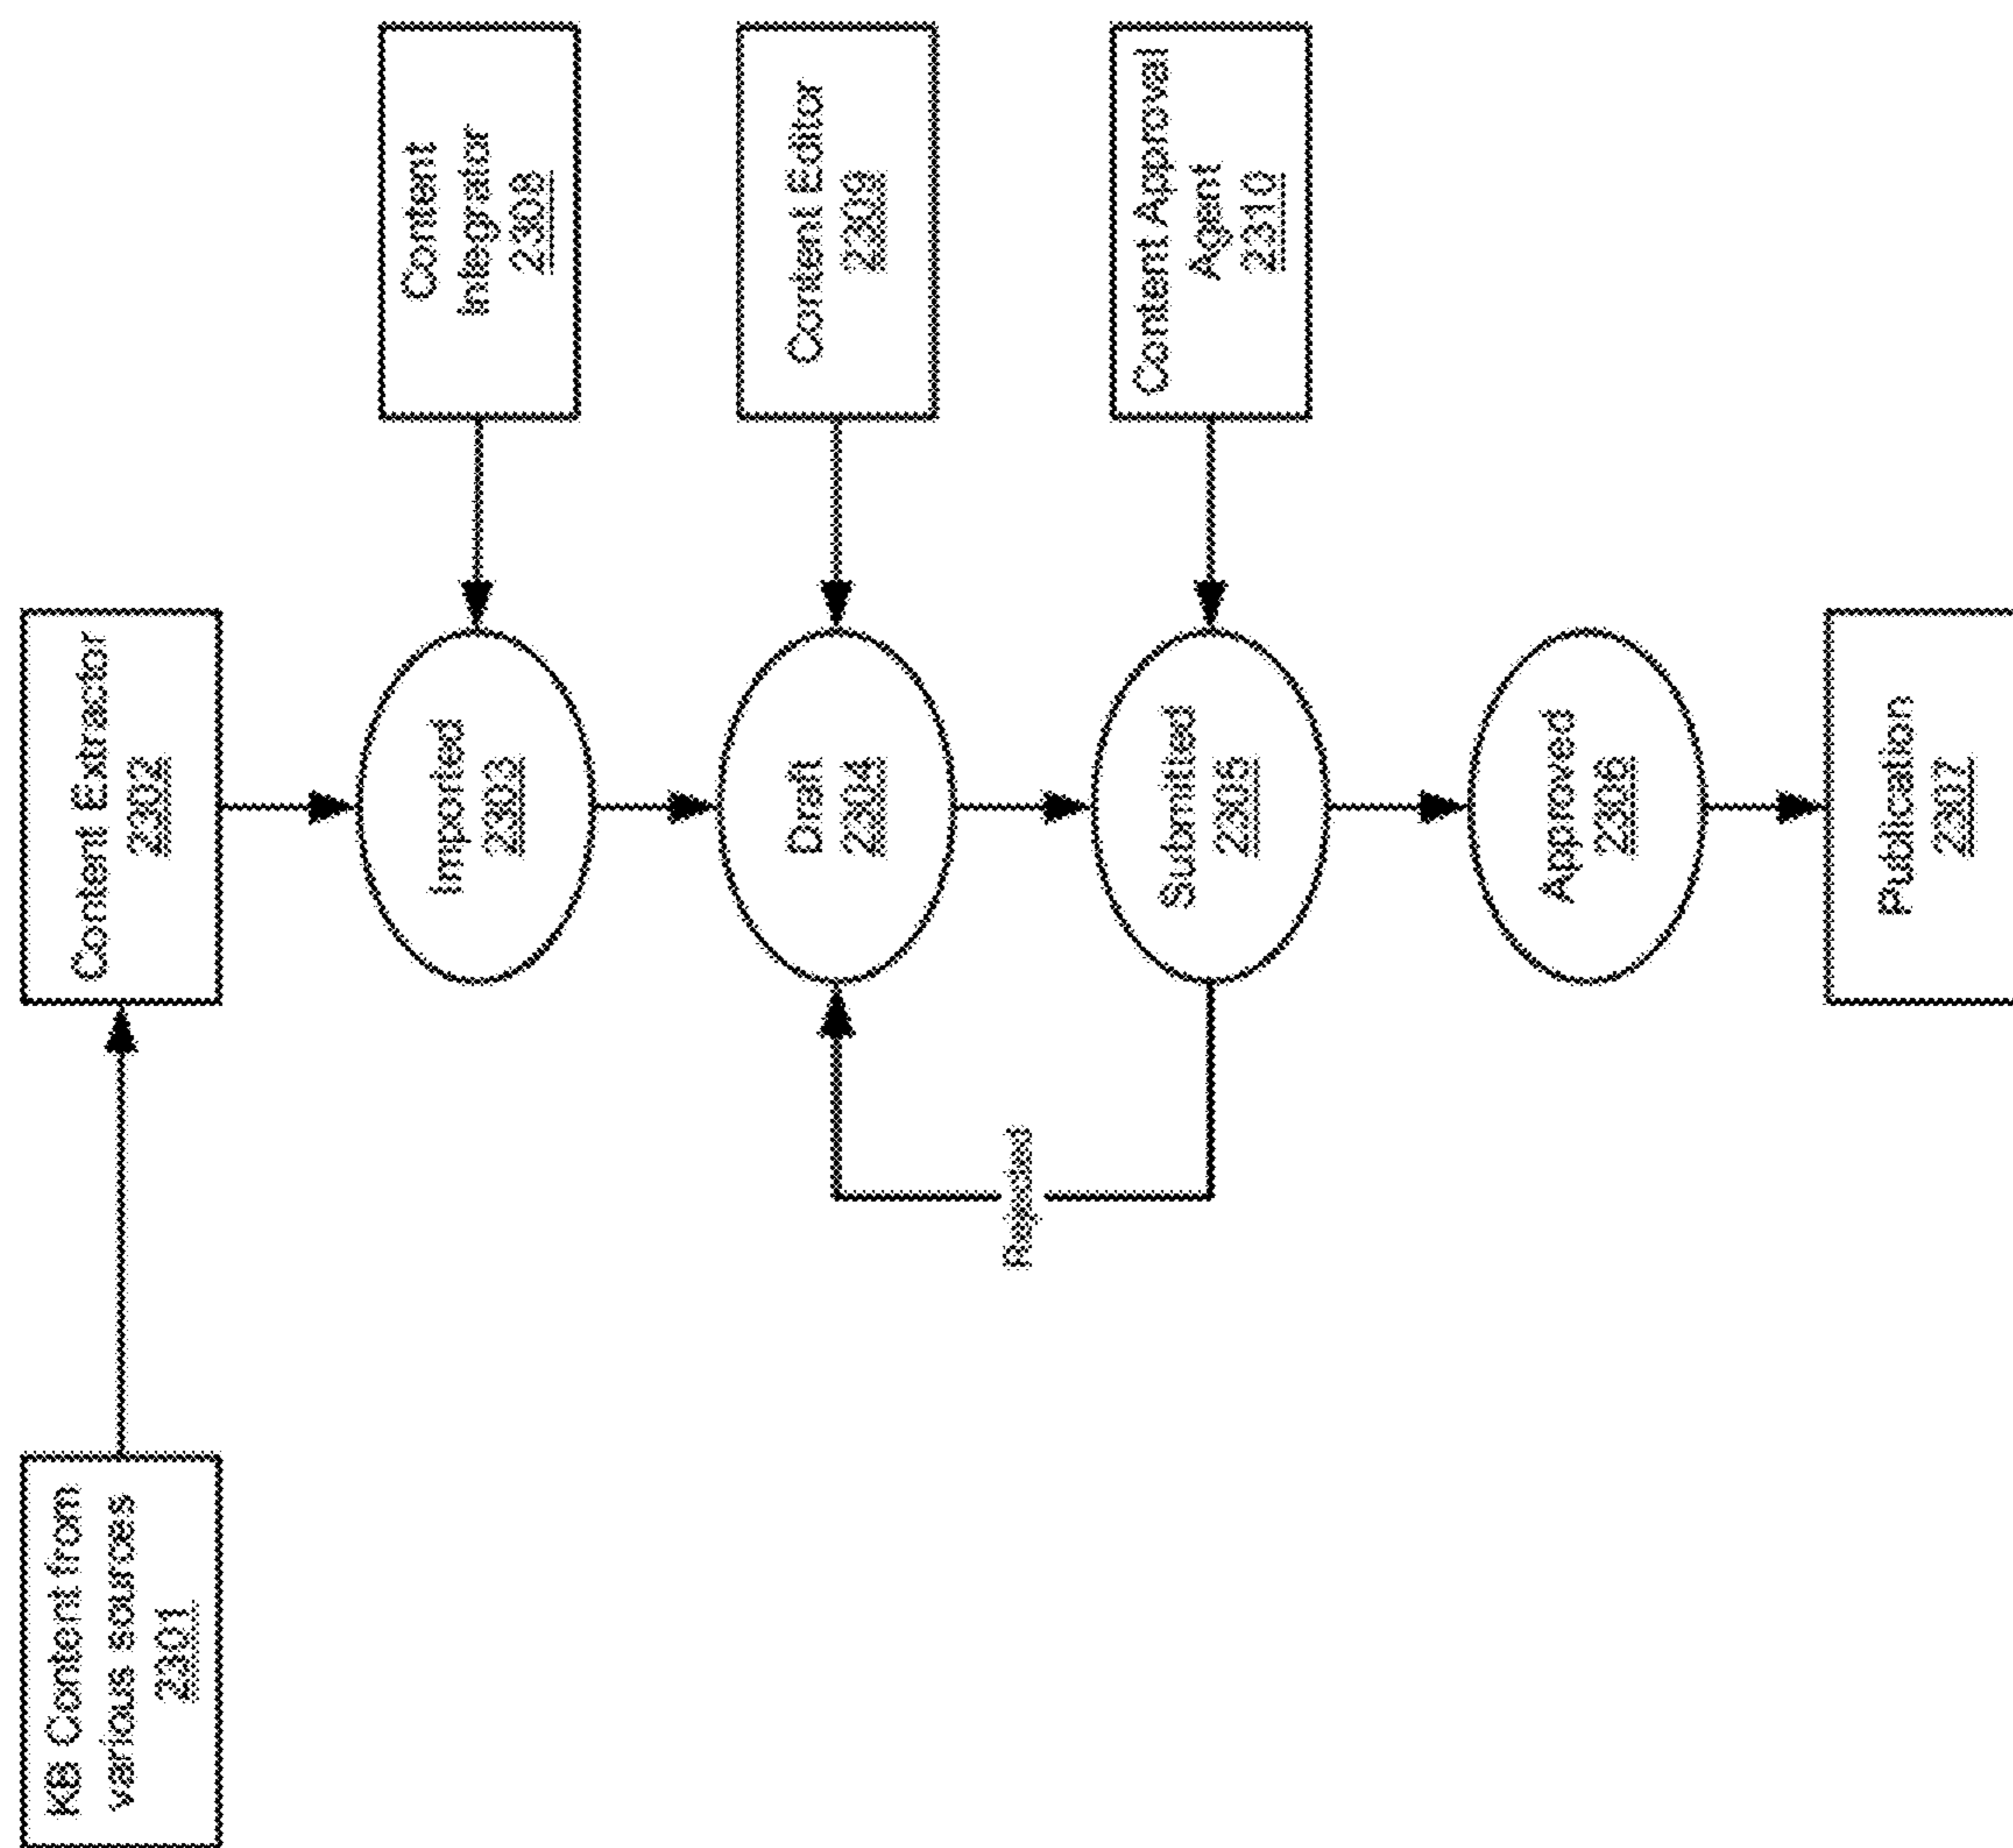 KB Content from
various sources
2301
Content Extractor
2302
Imported
2303
Content
Integrator
2308
Draft
2304
Content Editor
2309
Rejected
Submitted
2305
Content Approval
Agent
2310
Approved
2306
Publication
2307